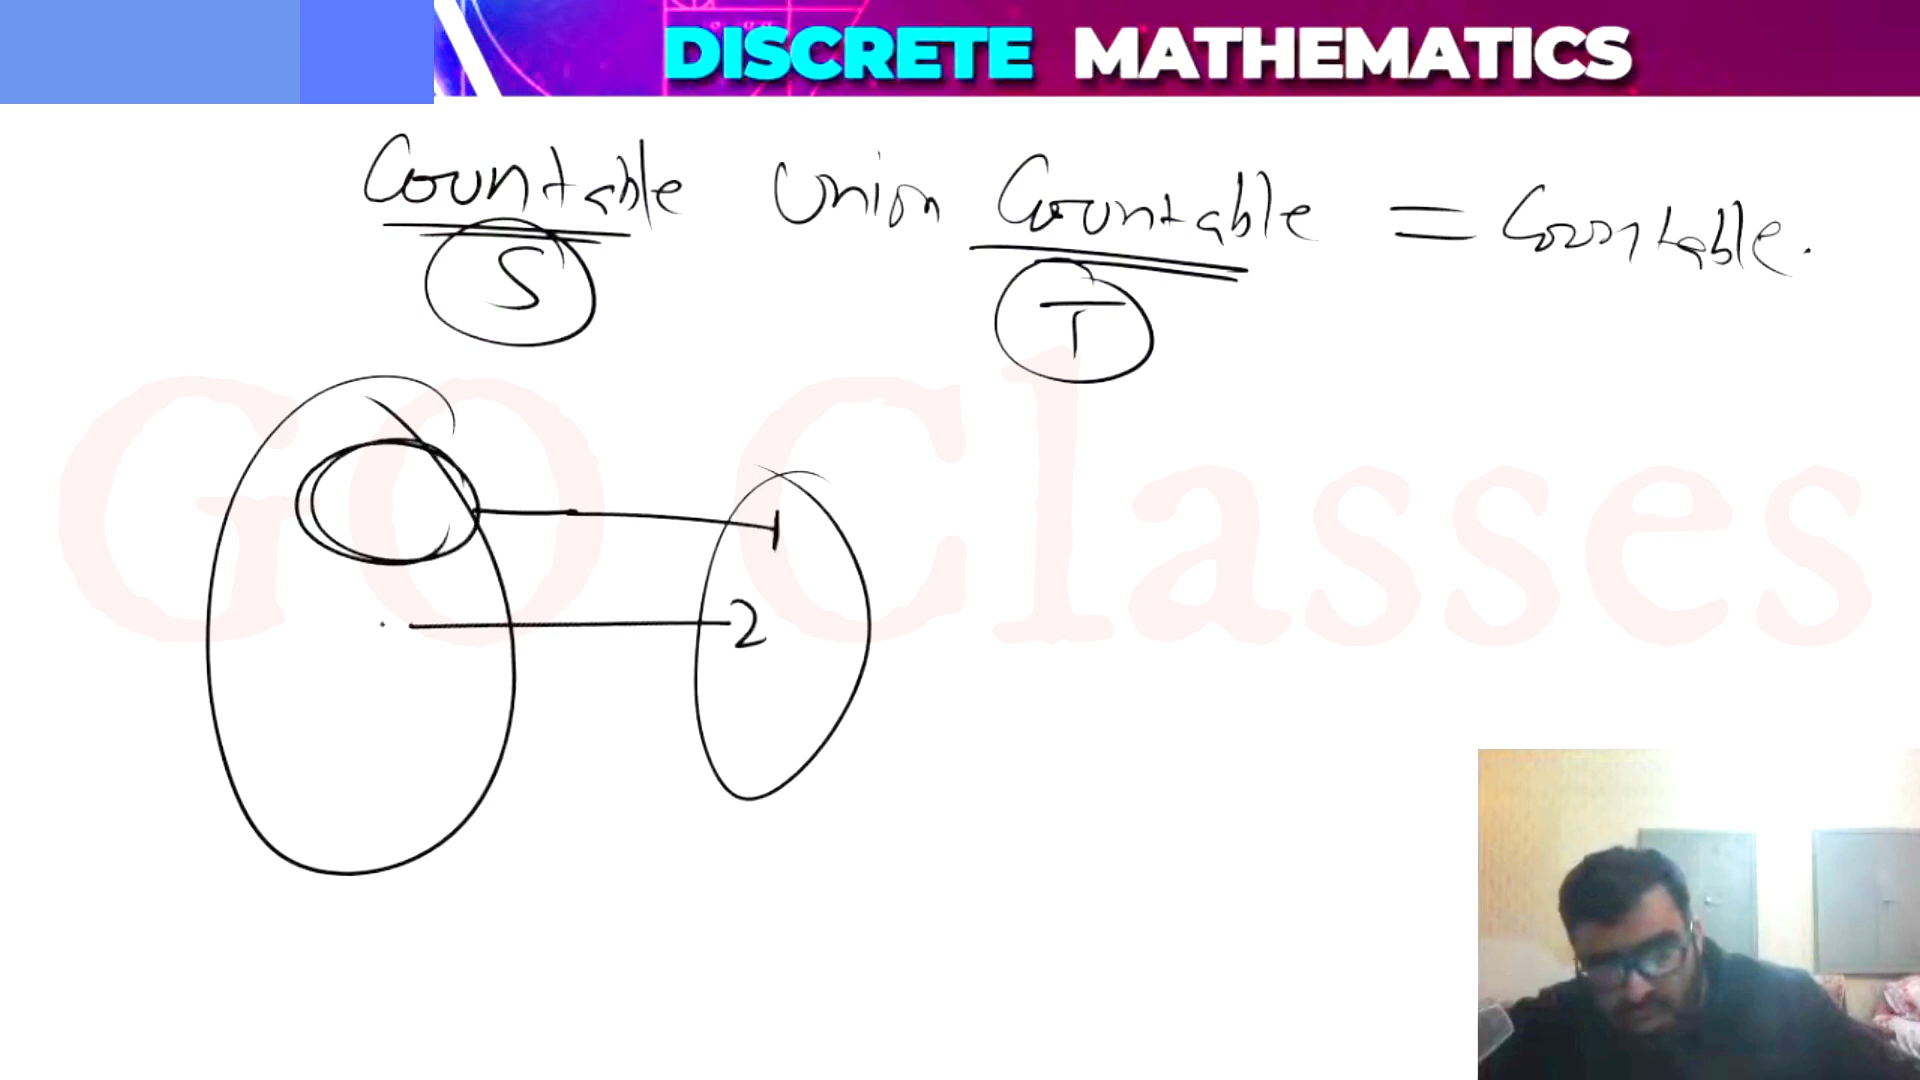 DISCRETE MATHEMATICS
Countable Union Countable = Countable.
S T
GO Classes
1
2